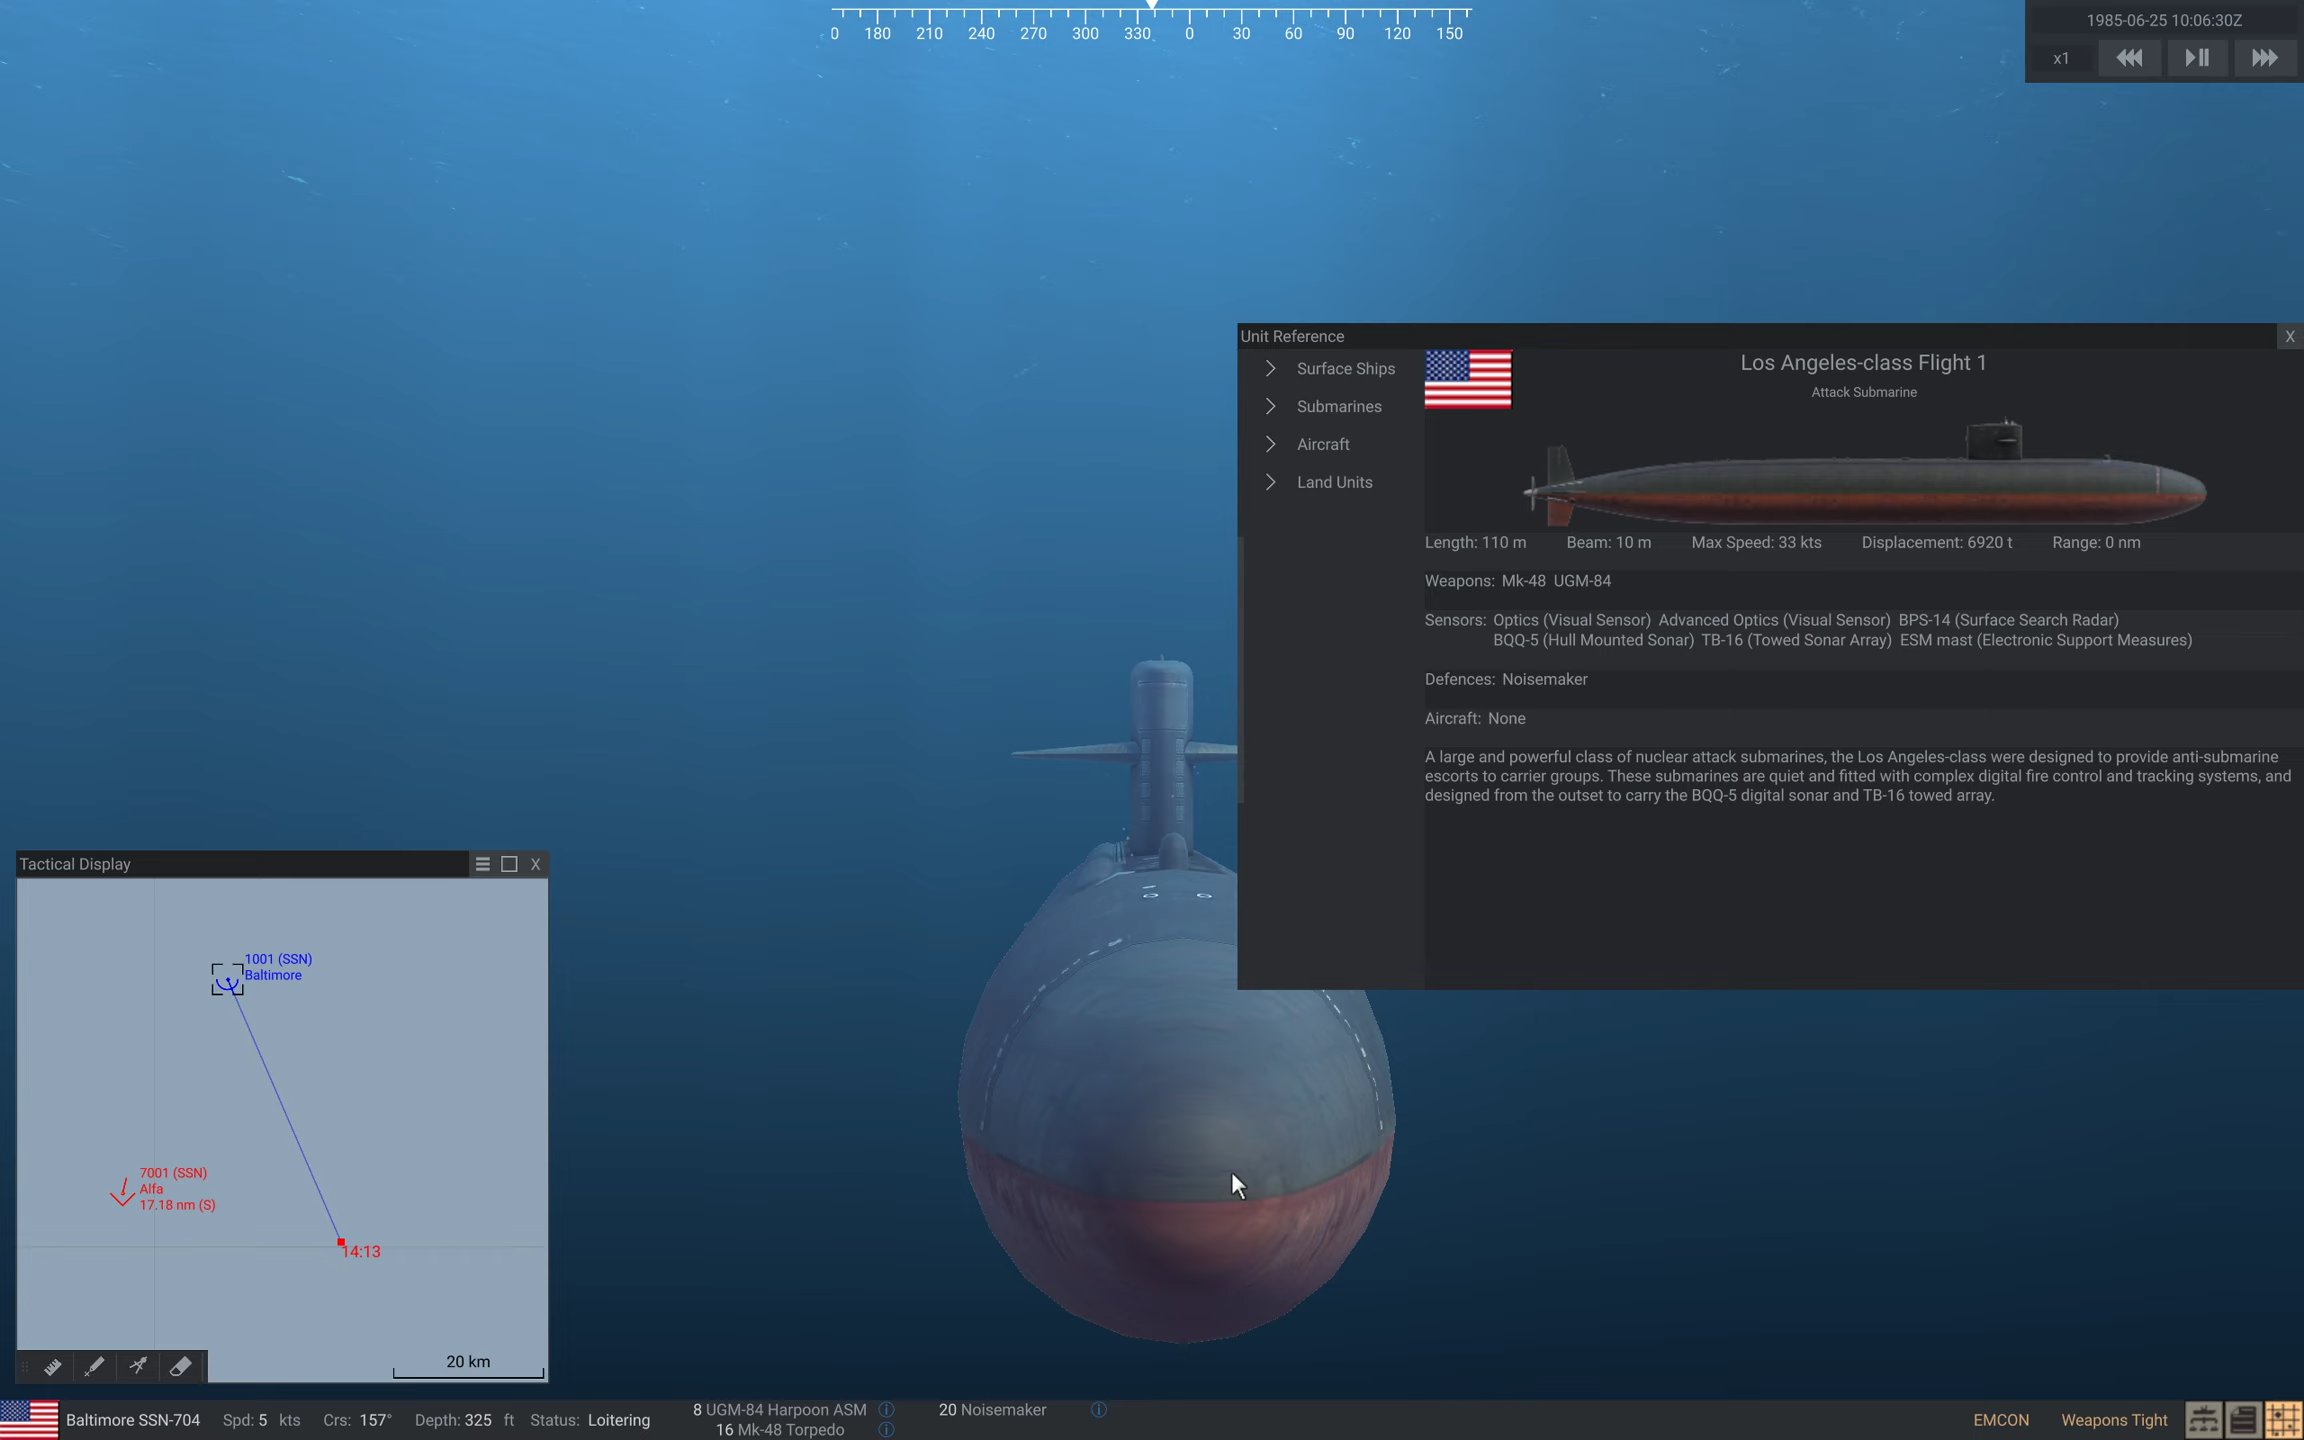 0 180 210 240 270 300 330 0 30 60 90 120 150
1985-06-25 10:06:30Z
x1
Unit Reference X
Surface Ships
Submarines
Aircraft
Land Units
Los Angeles-class Flight 1
Attack Submarine
Length: 110 m Beam: 10 m Max Speed: 33 kts Displacement: 6920 t Range: 0 nm
Weapons: Mk-48 UGM-84
Sensors: Optics (Visual Sensor) Advanced Optics (Visual Sensor) BPS-14 (Surface Search Radar)
BQQ-5 (Hull Mounted Sonar) TB-16 (Towed Sonar Array) ESM mast (Electronic Support Measures)
Defences: Noisemaker
Aircraft: None
A large and powerful class of nuclear attack submarines, the Los Angeles-class were designed to provide anti-submarine
escorts to carrier groups. These submarines are quiet and fitted with complex digital fire control and tracking systems, and
designed from the outset to carry the BQQ-5 digital sonar and TB-16 towed array.
Tactical Display X
1001 (SSN)
Baltimore
7001 (SSN)
Alfa
17.18 nm (S)
14:13
20 km
Baltimore SSN-704 Spd: 5 kts Crs: 157° Depth: 325 ft Status: Loitering
8 UGM-84 Harpoon ASM
16 Mk-48 Torpedo
20 Noisemaker
EMCON Weapons Tight